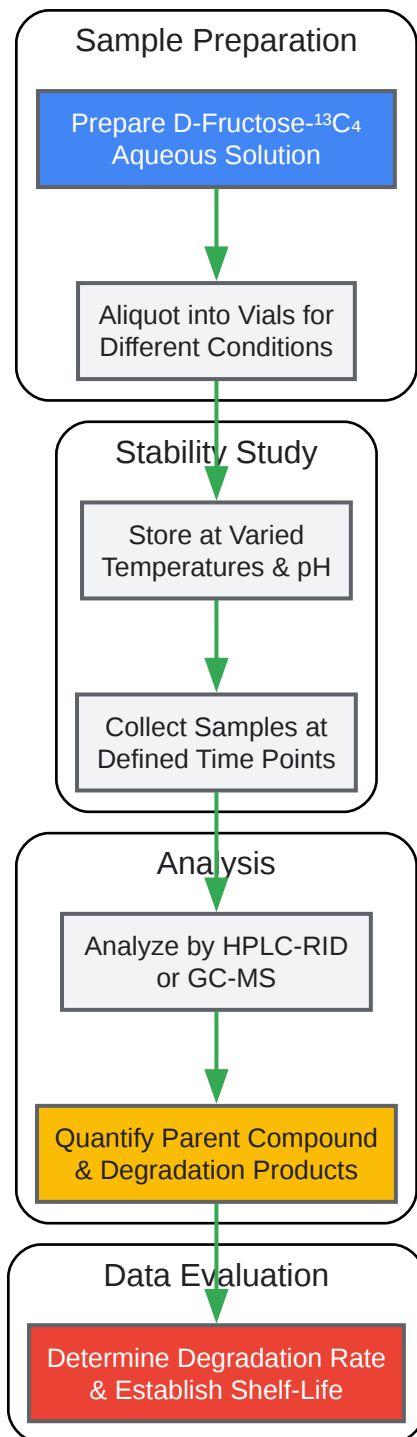 Sample Preparation
Prepare D-Fructose-¹³C₄
Aqueous Solution
Aliquot into Vials for
Different Conditions
Stability Study
Store at Varied
Temperatures & pH
Collect Samples at
Defined Time Points
Analysis
Analyze by HPLC-RID
or GC-MS
Quantify Parent Compound
& Degradation Products
Data Evaluation
Determine Degradation Rate
& Establish Shelf-Life